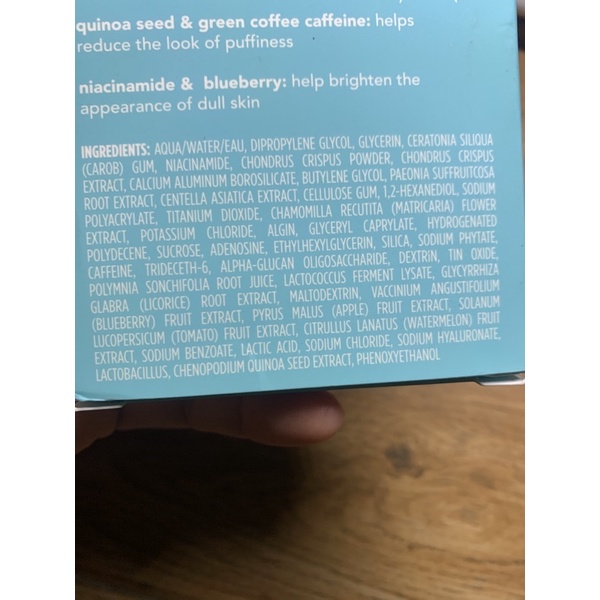 quinoa seed & green coffee caffeine: helps
reduce the look of puffiness
niacinamide & blueberry: help brighten the
appearance of dull skin
INGREDIENTS: AQUA/WATER/EAU, DIPROPYLENE GLYCOL, GLYCERIN, CERATONIA SILIQUA
(CAROB) GUM, NIACINAMIDE, CHONDRUS CRISPUS POWDER, CHONDRUS CRISPUS
EXTRACT, CALCIUM ALUMINUM BOROSILICATE, BUTYLENE GLYCOL, PAEONIA SUFFRUITCOSA
ROOT EXTRACT, CENTELLA ASIATICA EXTRACT, CELLULOSE GUM, 1,2-HEXANEDIOL, SODIUM
POLYACRYLATE, TITANIUM DIOXIDE, CHAMOMILLA RECUTITA (MATRICARIA) FLOWER
EXTRACT, POTASSIUM CHLORIDE, ALGIN, GLYCERYL CAPRYLATE, HYDROGENATED
POLYDECENE, SUCROSE, ADENOSINE, ETHYLHEXYLGLYCERIN, SILICA, SODIUM PHYTATE,
CAFFEINE, TRIDECETH-6, ALPHA-GLUCAN OLIGOSACCHARIDE, DEXTRIN, TIN OXIDE,
POLYMNIA SONCHIFOLIA ROOT JUICE, LACTOCOCCUS FERMENT LYSATE, GLYCYRRHIZA
GLABRA (LICORICE) ROOT EXTRACT, MALTODEXTRIN, VACCINIUM ANGUSTIFOLIUM
(BLUEBERRY) FRUIT EXTRACT, PYRUS MALUS (APPLE) FRUIT EXTRACT, SOLANUM
LUCOPERSICUM (TOMATO) FRUIT EXTRACT, CITRULLUS LANATUS (WATERMELON) FRUIT
EXTRACT, SODIUM BENZOATE, LACTIC ACID, SODIUM CHLORIDE, SODIUM HYALURONATE,
LACTOBACILLUS, CHENOPODIUM QUINOA SEED EXTRACT, PHENOXYETHANOL